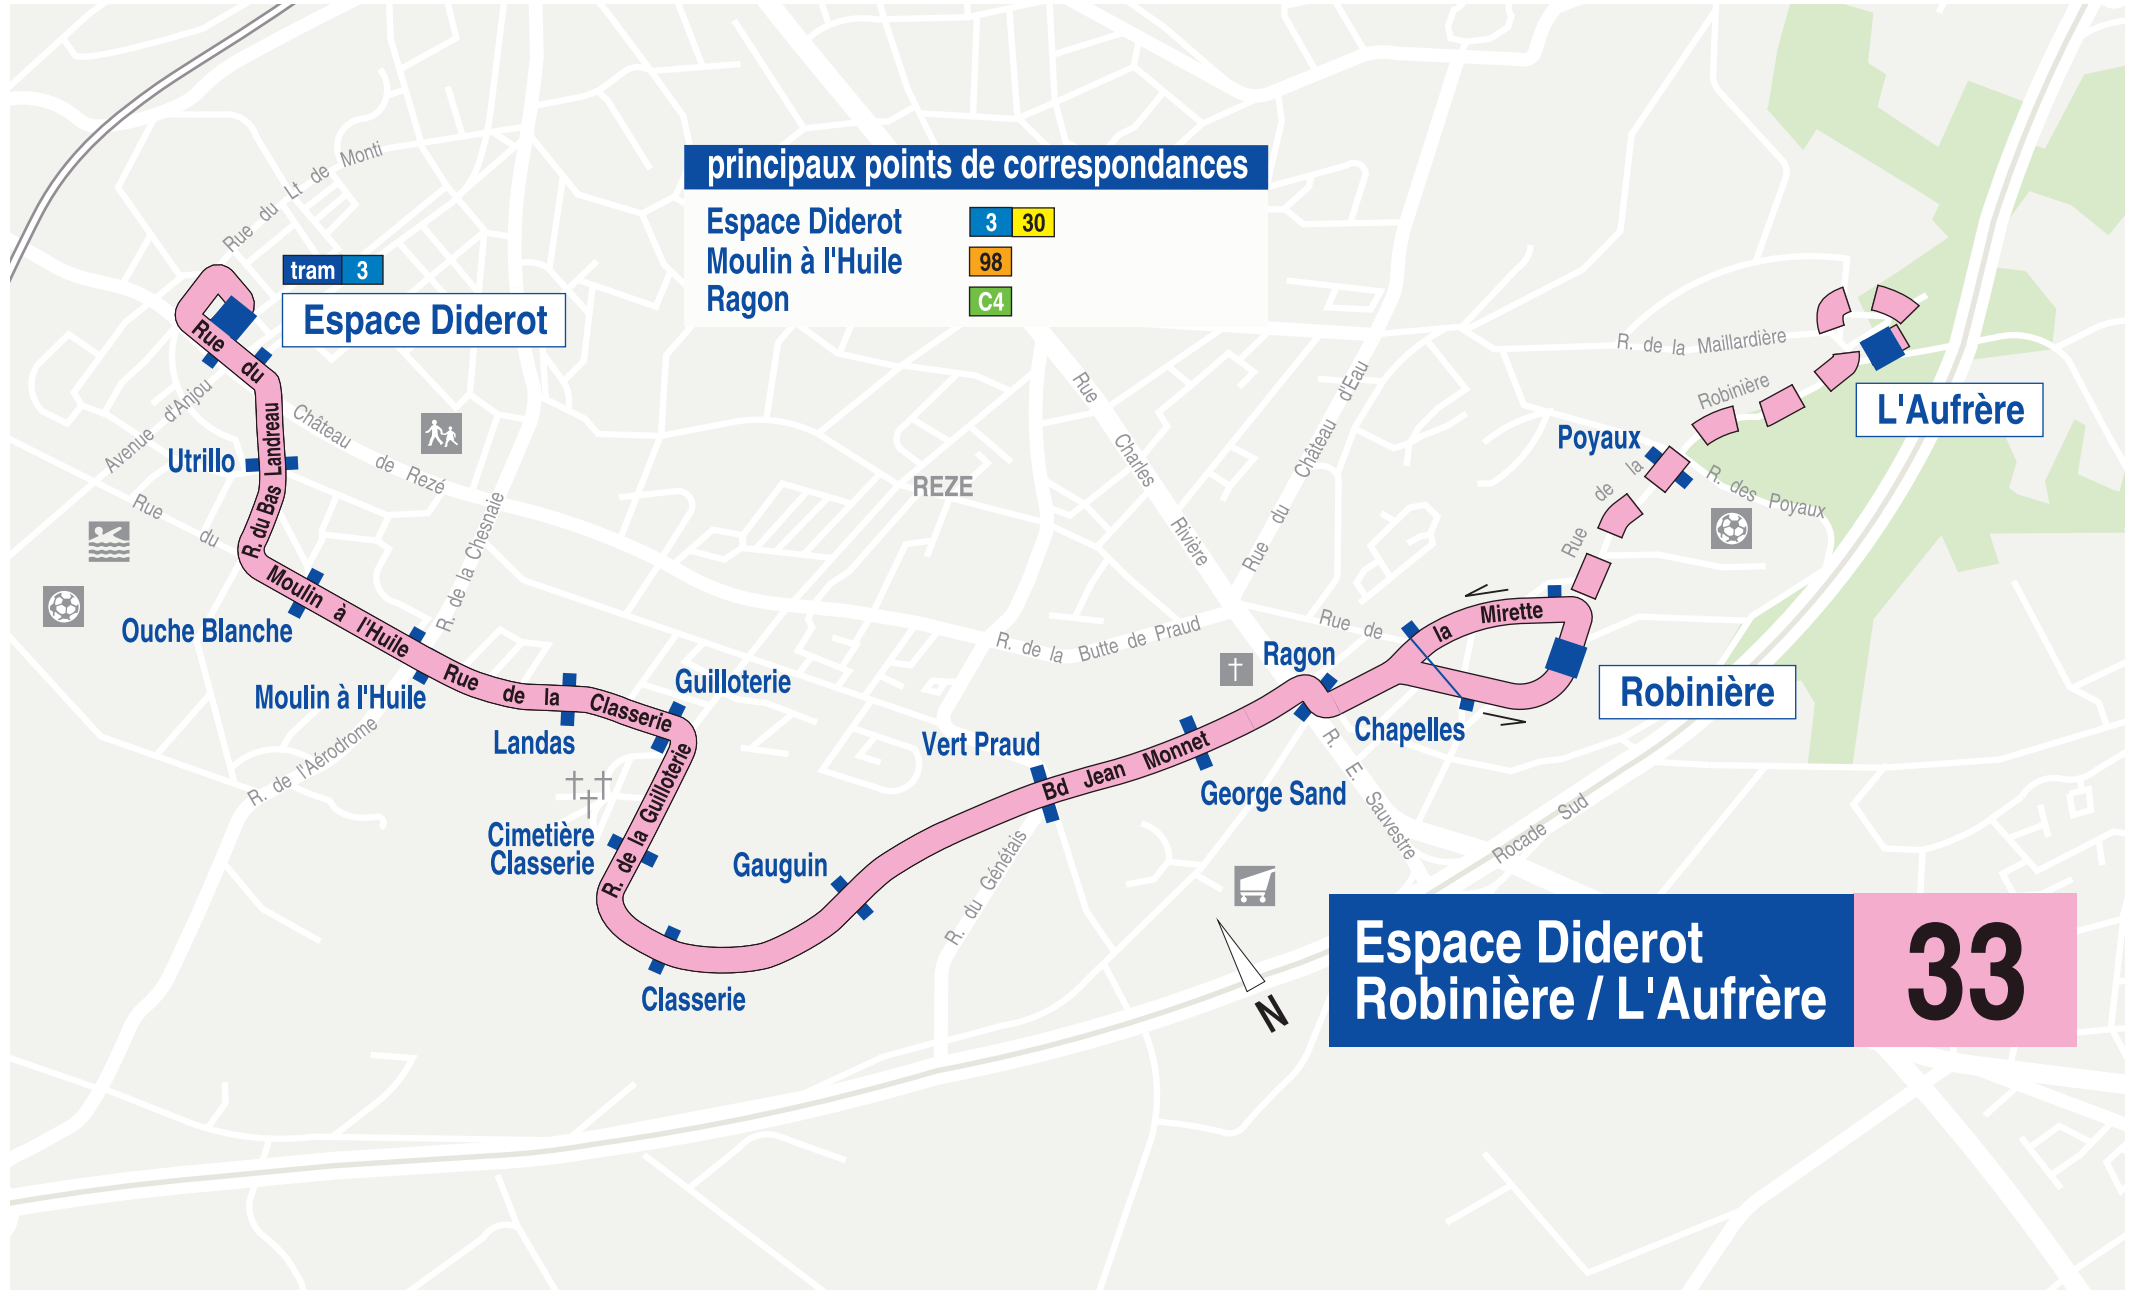 principaux points de correspondances
Espace Diderot 3 30
Moulin à l'Huile 98
Ragon C4
Rue du Lt de Monti
tram 3
Espace Diderot
Rue du
Bas Landreau
R. du
Avenue d'Anjou
Château de Rezé
Utrillo
Rue du
Moulin à l'Huile
Ouche Blanche
Moulin à l'Huile
R. de la Chesnaie
R. de l'Aérodrome
Rue de la Classerie
Landas
Guilloterie
R. de la Guilloterie
Cimetière
Classerie
Classerie
Gauguin
REZE
Vert Praud
R. du Génétais
Bd Jean Monnet
George Sand
R. de la Butte de Praud
Rue Charles Rivière
Rue du Château d'Eau
Ragon
R. E. Sauvestre
Rue de
la Mirette
Chapelles
Robinière
Rue de la Robinière
Poyaux
R. des Poyaux
R. de la Maillardière
L'Aufrère
Rocade Sud
N
Espace Diderot
Robinière / L'Aufrère
33